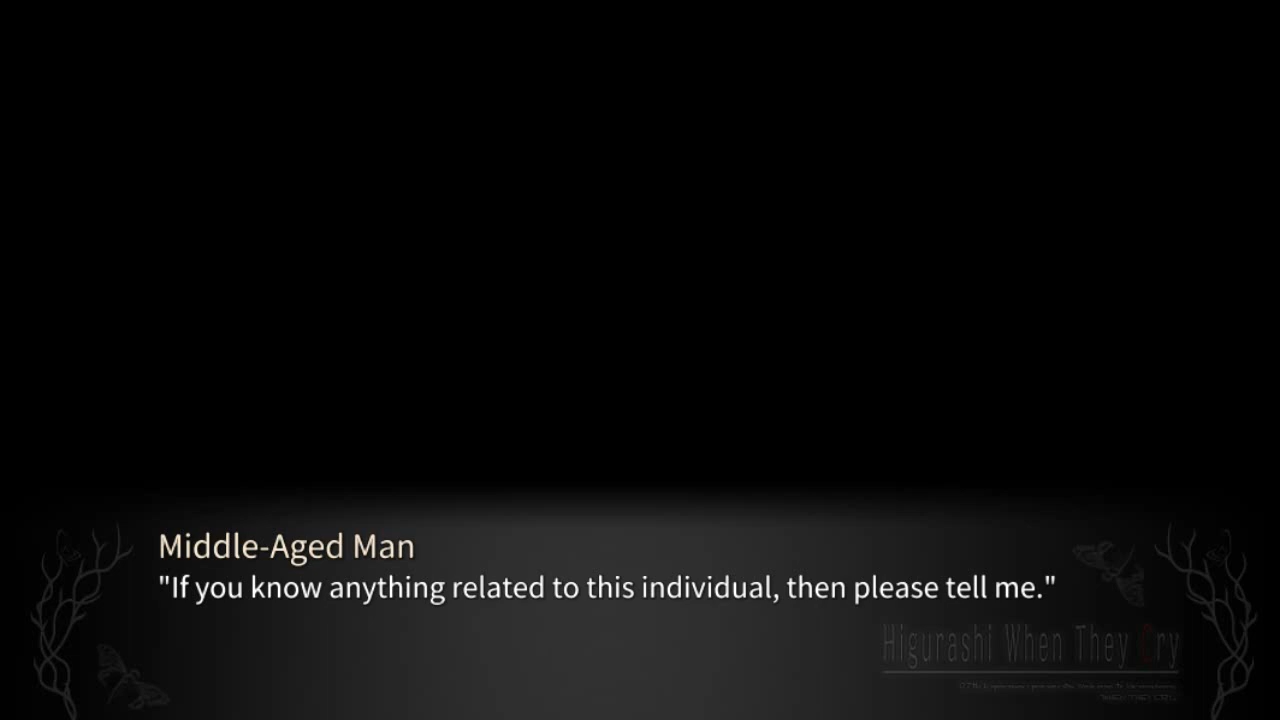 Middle-Aged Man
"If you know anything related to this individual, then please tell me."
Higurashi When They Cry